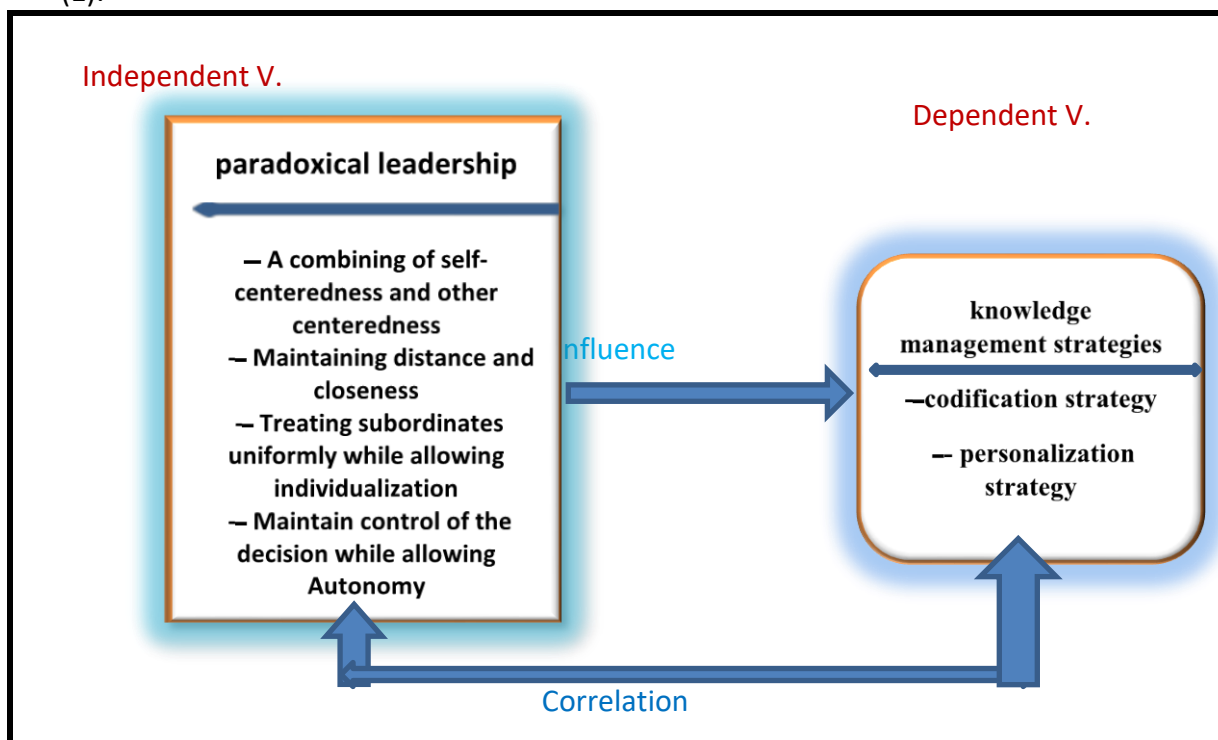 (1).
Independent V.
Dependent V.
paradoxical leadership
– A combining of self-
centeredness and other
centeredness
– Maintaining distance and
closeness
– Treating subordinates
uniformly while allowing
individualization
– Maintain control of the
decision while allowing
Autonomy
nfluence
knowledge
management strategies
–codification strategy
– personalization
strategy
Correlation